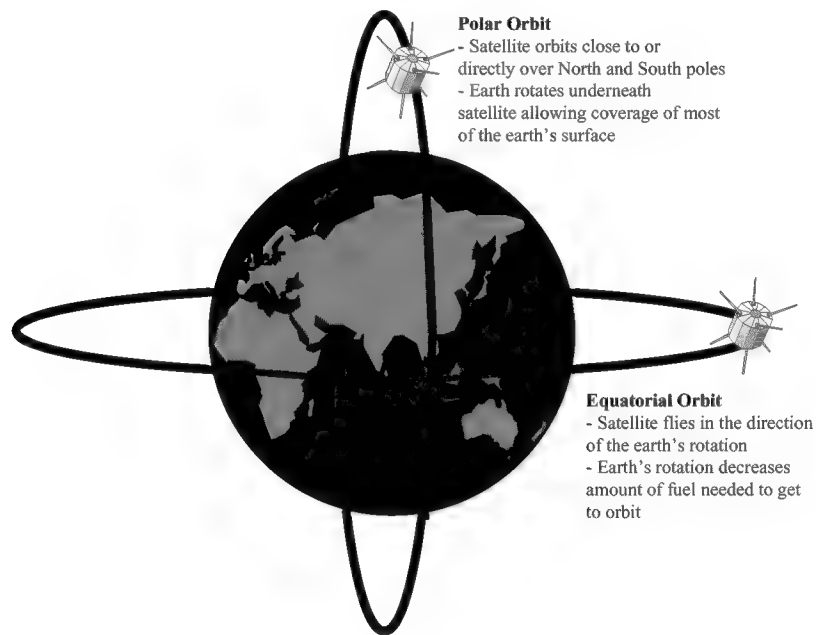 Polar Orbit
- Satellite orbits close to or
directly over North and South poles
- Earth rotates underneath
satellite allowing coverage of most
of the earth's surface
Equatorial Orbit
- Satellite flies in the direction
of the earth's rotation
- Earth's rotation decreases
amount of fuel needed to get
to orbit